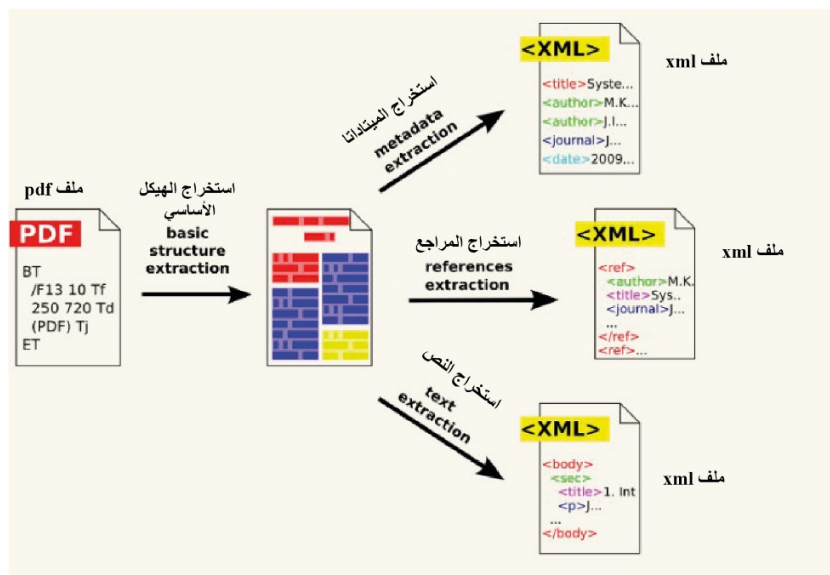 ملف pdf
PDF
BT
/F13 10 Tf
250 720 Td
(PDF) Tj
ET
استخراج الهيكل
الأساسي
basic
structure
extraction
استخراج الميتاداتا
metadata
extraction
ملف xml
<XML>
<title>Syste...
<author>M.K...
<author>J.I...
<journal>J...
<date>2009...
استخراج المراجع
references
extraction
ملف xml
<XML>
<ref>
<author>M.K.
<title>Sys..
<journal>J...
...
</ref>
<ref>...
استخراج النص
text
extraction
ملف xml
<XML>
<body>
<sec>
<title>1. Int
<p>J...
...
</body>